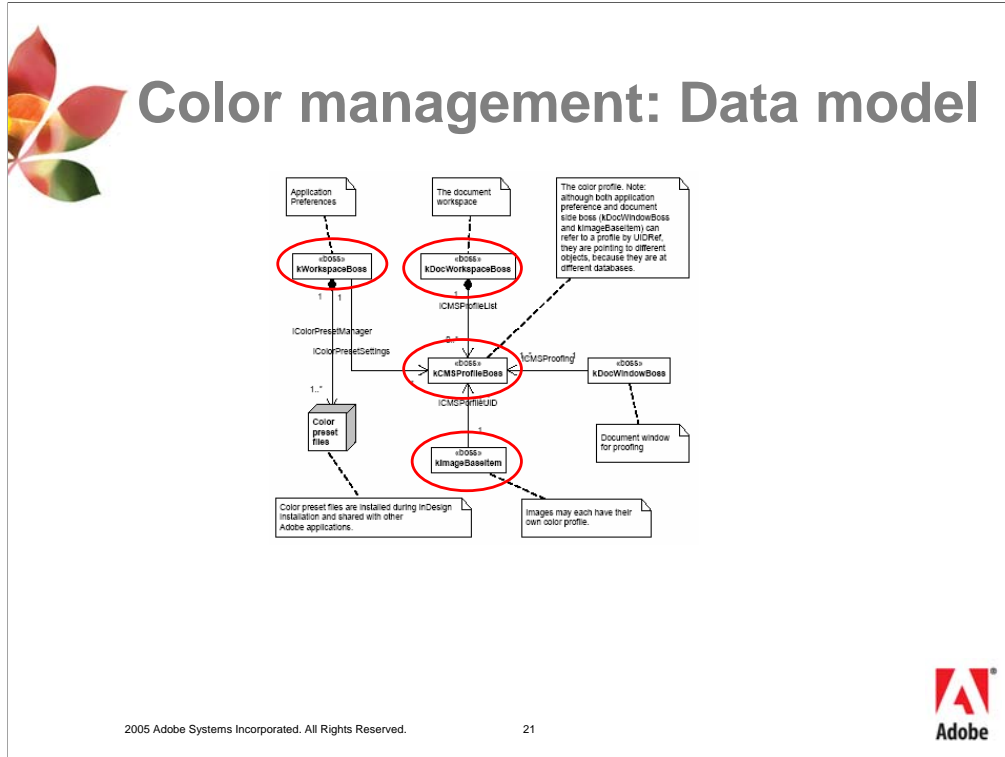 Color management: Data model
Application
Preferences
The document
workspace
The color profile. Note:
although both application
preference and document
side boss (kDocWindowBoss
and kImageBaseItem) can
refer to a profile by UIDRef,
they are pointing to different
objects, because they are at
different databases.
«boss»
kWorkspaceBoss
«boss»
kDocWorkspaceBoss
1
1
1
ICMSProfileList
IColorPresetManager
IColorPresetSettings
0..*
«boss»
kCMSProfileBoss
ICMSProofing
1
«boss»
kDocWindowBoss
1..*
ICMSPorfileUID
Color
preset
files
1
«boss»
kImageBaseItem
Document window
for proofing
Color preset files are installed during InDesign
installation and shared with other
Adobe applications.
Images may each have their
own color profile.
2005 Adobe Systems Incorporated. All Rights Reserved.
21
Adobe